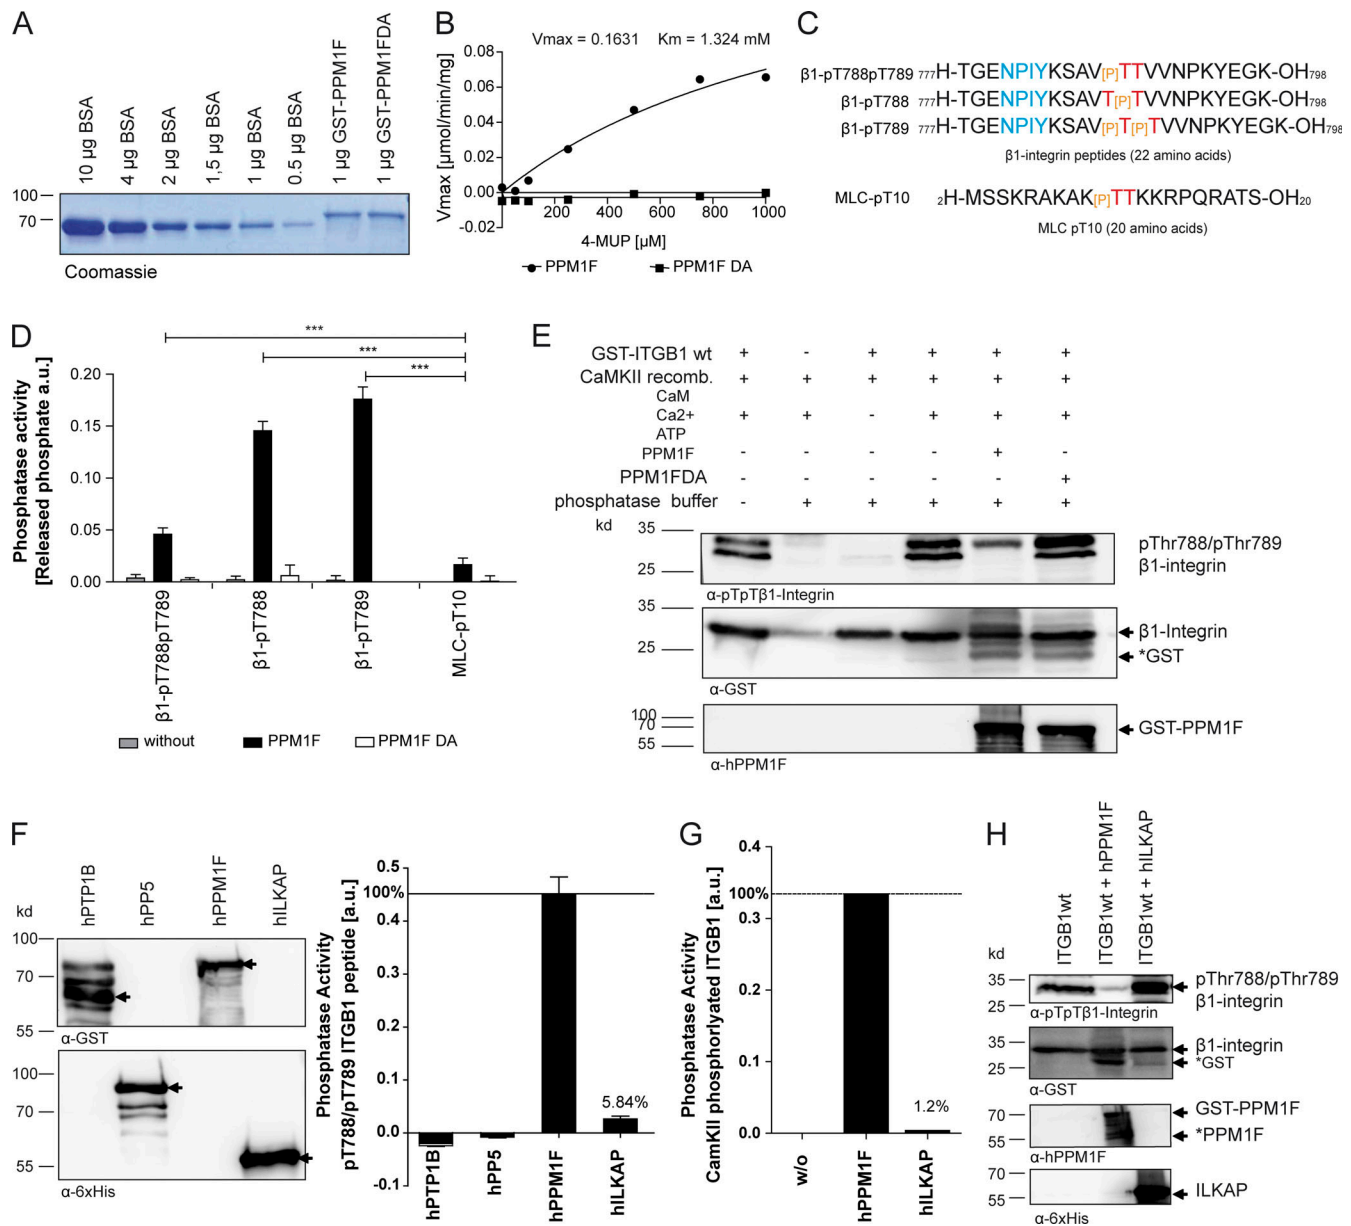 A
10 µg BSA
4 µg BSA
2 µg BSA
1,5 µg BSA
1 µg BSA
0.5 µg BSA
1 µg GST-PPM1F
1 µg GST-PPM1FDA
100
70
Coomassie
B
Vmax = 0.1631 Km = 1.324 mM
Vmax [µmol/min/mg]
0.08
0.06
0.04
0.02
0.00
-0.02
200 400 600 800 1000
4-MUP [µM]
PPM1F PPM1F DA
C
β1-pT788pT789 777H-TGENPIYKSAV[P]TTVVNPKYEGK-OH798
β1-pT788 777H-TGENPIYKSAVT[P]TVVNPKYEGK-OH798
β1-pT789 777H-TGENPIYKSAV[P]T[P]TVVNPKYEGK-OH798
β1-integrin peptides (22 amino acids)
MLC-pT10 2H-MSSKRAKAK[P]TTKKRPQRATS-OH20
MLC pT10 (20 amino acids)
D
***
***
***
Phosphatase activity
[Released phosphate a.u.]
0.20
0.15
0.10
0.05
0.00
β1-pT788pT789
β1-pT788
β1-pT789
MLC-pT10
without PPM1F PPM1F DA
E
GST-ITGB1 wt + - + + + +
CaMKII recomb. + + + + + +
CaM
Ca2+ + + - + + +
ATP
PPM1F - - - - + -
PPM1FDA - - - - - +
phosphatase buffer - + + + + +
kd
35
25
pThr788/pThr789
β1-integrin
α-pTpTβ1-Integrin
35
25
β1-Integrin
*GST
α-GST
100
70
55
GST-PPM1F
α-hPPM1F
F
kd
hPTP1B
hPP5
hPPM1F
hILKAP
100
70
55
α-GST
100
70
55
α-6xHis
Phosphatase Activity
pT788/pT789 ITGB1 peptide [a.u.]
0.5
100%
0.4
0.3
0.2
0.1
0.0
-0.1
5.84%
hPTP1B
hPP5
hPPM1F
hILKAP
G
Phosphatase Activity
CamKII phosphorlyated ITGB1 [a.u.]
0.4
100%
0.3
0.2
0.1
0.0
1.2%
w/o
hPPM1F
hILKAP
H
ITGB1wt
ITGB1wt + hPPM1F
ITGB1wt + hILKAP
kd
35
25
pThr788/pThr789
β1-integrin
α-pTpTβ1-Integrin
35
25
β1-integrin
*GST
α-GST
70
55
GST-PPM1F
*PPM1F
α-hPPM1F
70
55
ILKAP
α-6xHis